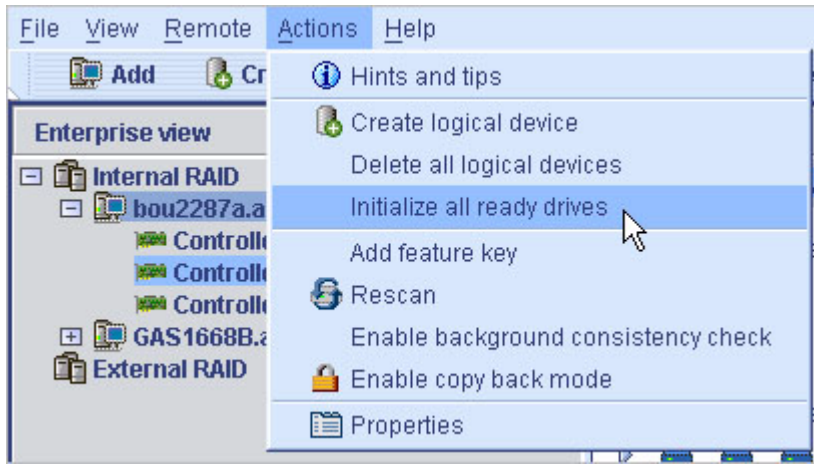 File View Remote Actions Help
Add
Enterprise view
Internal RAID
External RAID
Hints and tips
Create logical device
Delete all logical devices
Initialize all ready drives
Add feature key
Rescan
Enable background consistency check
Enable copy back mode
Properties